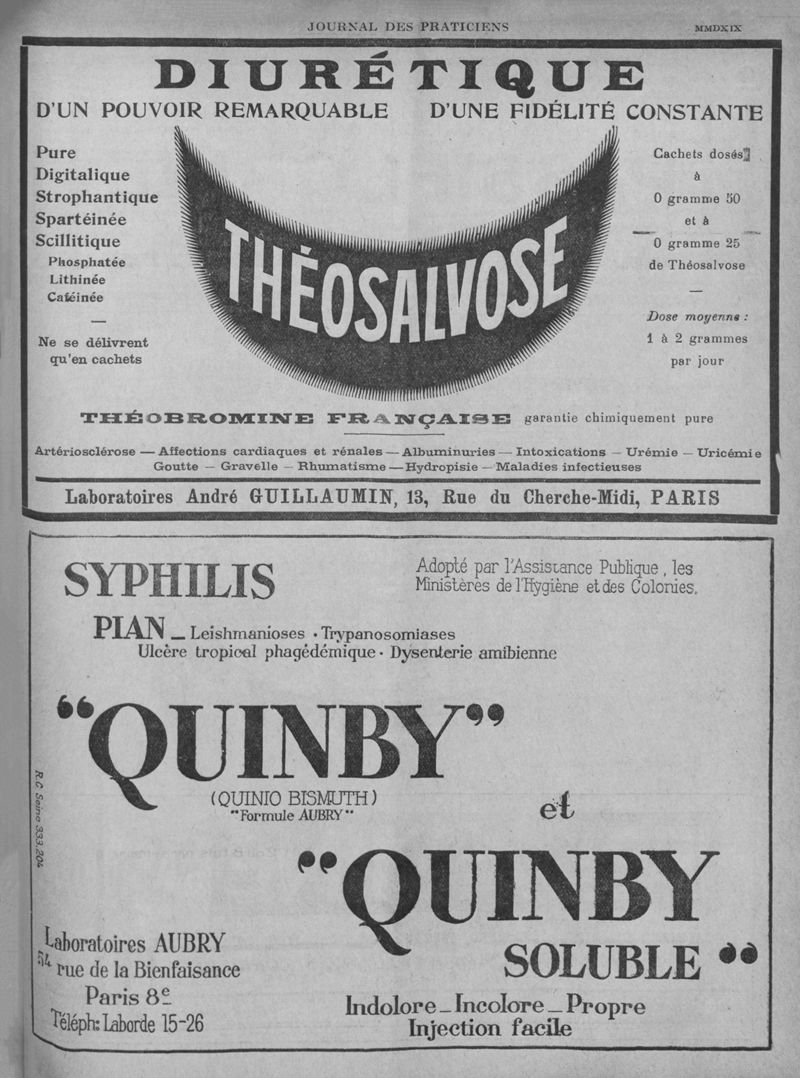 JOURNAL DES PRATICIENS
MMDXIX
DIURÉTIQUE
D'UN POUVOIR REMARQUABLE D'UNE FIDÉLITÉ CONSTANTE
Pure
Digitalique
Strophantique
Spartéinée
Scillitique
Phosphatée
Lithinée
Caféinée
—
Ne se délivrent
qu'en cachets
THÉOSALVOSE
Cachets dosés
à
0 gramme 50
et à
0 gramme 25
de Théosalvose
—
Dose moyenne :
1 à 2 grammes
par jour
THÉOBROMINE FRANÇAISE garantie chimiquement pure
Artériosclérose — Affections cardiaques et rénales — Albuminuries — Intoxications — Urémie — Uricémie
Goutte — Gravelle — Rhumatisme — Hydropisie — Maladies infectieuses
Laboratoires André GUILLAUMIN, 13, Rue du Cherche-Midi, PARIS
SYPHILIS
Adopté par l'Assistance Publique, les
Ministères de l'Hygiène et des Colonies.
PIAN _ Leishmanioses · Trypanosomiases
Ulcère tropical phagédémique · Dysenterie amibienne
“QUINBY”
(QUINIO BISMUTH)
"Formule AUBRY"
et
“QUINBY
SOLUBLE”
R.C Seine 333.204
Laboratoires AUBRY
54 rue de la Bienfaisance
Paris 8e
Téléph: Laborde 15-26
Indolore _ Incolore _ Propre
Injection facile